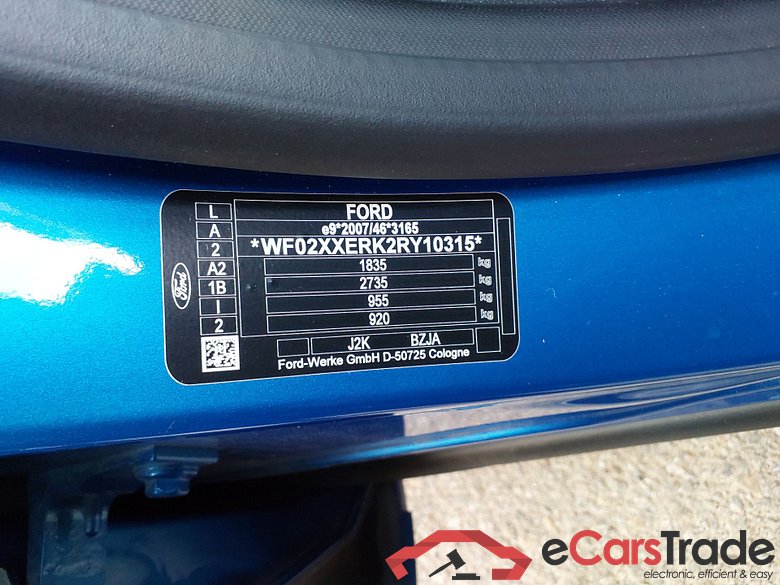 L FORD
A e9*2007/46*3165
2 *WF02XXERK2RY10315*
A2 1835 kg
1B 2735 kg
I 955 kg
2 920 kg
Ford
J2K BZJA
Ford-Werke GmbH D-50725 Cologne
eCarsTrade
electronic, efficient & easy